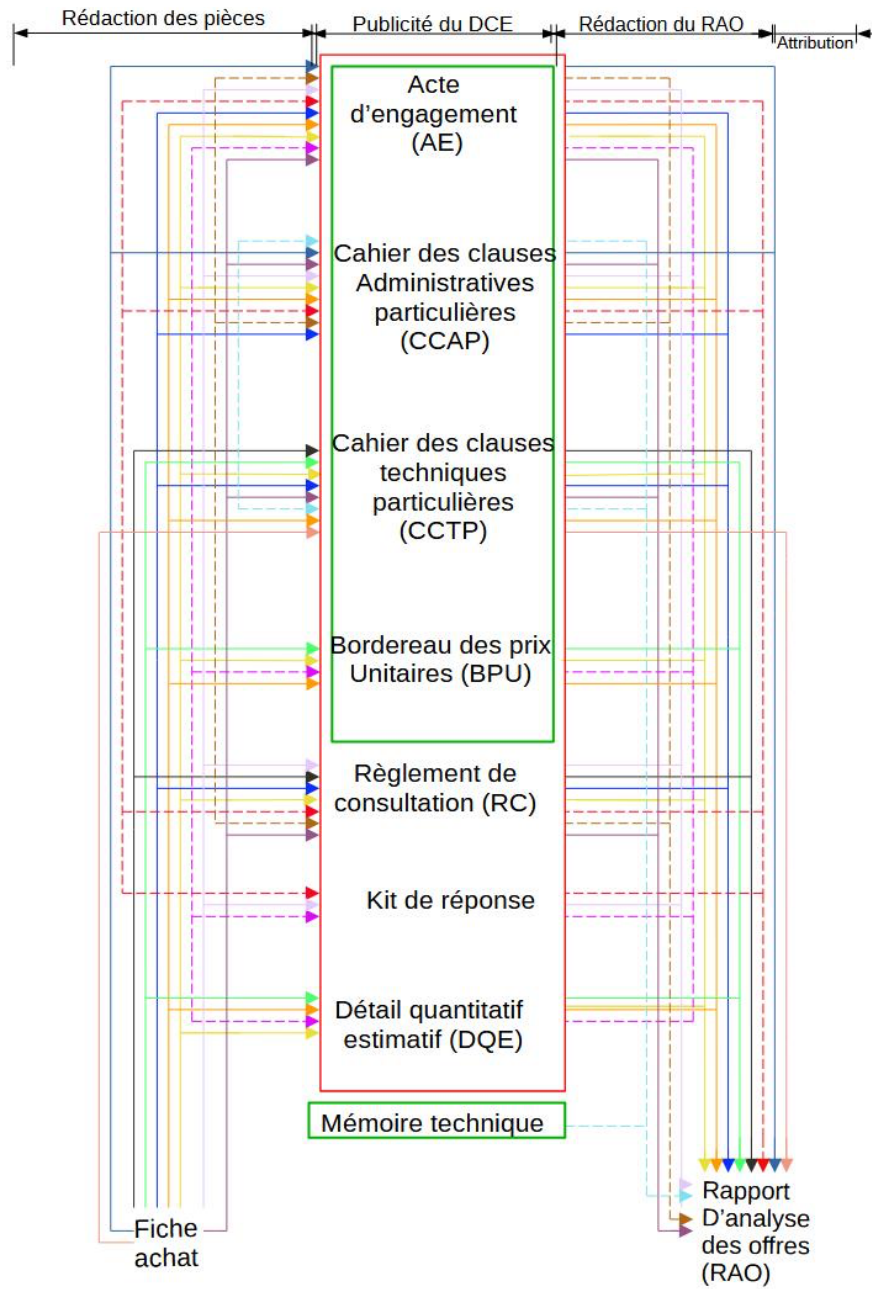 Rédaction des pièces
Publicité du DCE
Rédaction du RAO
Attribution
Acte
d’engagement
(AE)
Cahier des clauses
Administratives
particulières
(CCAP)
Cahier des clauses
techniques
particulières
(CCTP)
Bordereau des prix
Unitaires (BPU)
Règlement de
consultation (RC)
Kit de réponse
Détail quantitatif
estimatif (DQE)
Mémoire technique
Fiche
achat
Rapport
D’analyse
des offres
(RAO)